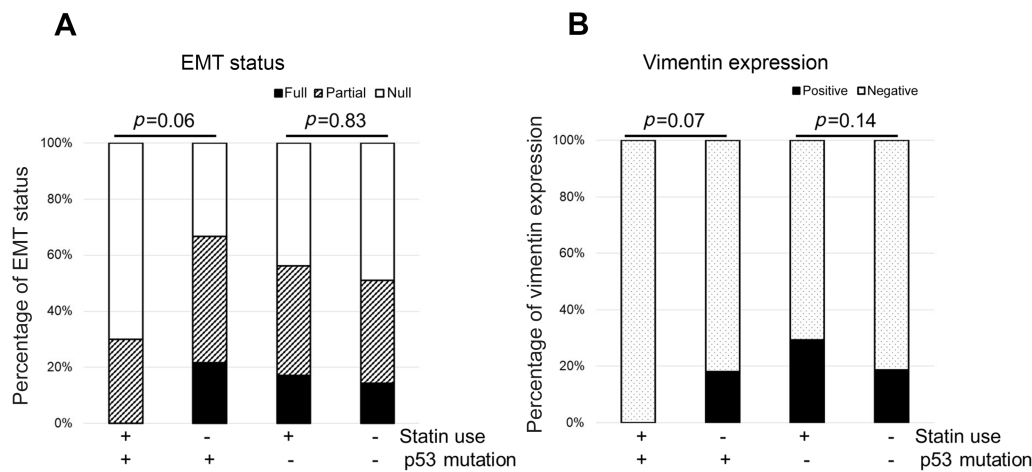 A
EMT status
Full Partial Null
p=0.06 p=0.83
Percentage of EMT status
100%
80%
60%
40%
20%
0%
+ - + - Statin use
+ + - - p53 mutation
B
Vimentin expression
Positive Negative
p=0.07 p=0.14
Percentage of vimentin expression
100%
80%
60%
40%
20%
0%
+ - + - Statin use
+ + - - p53 mutation